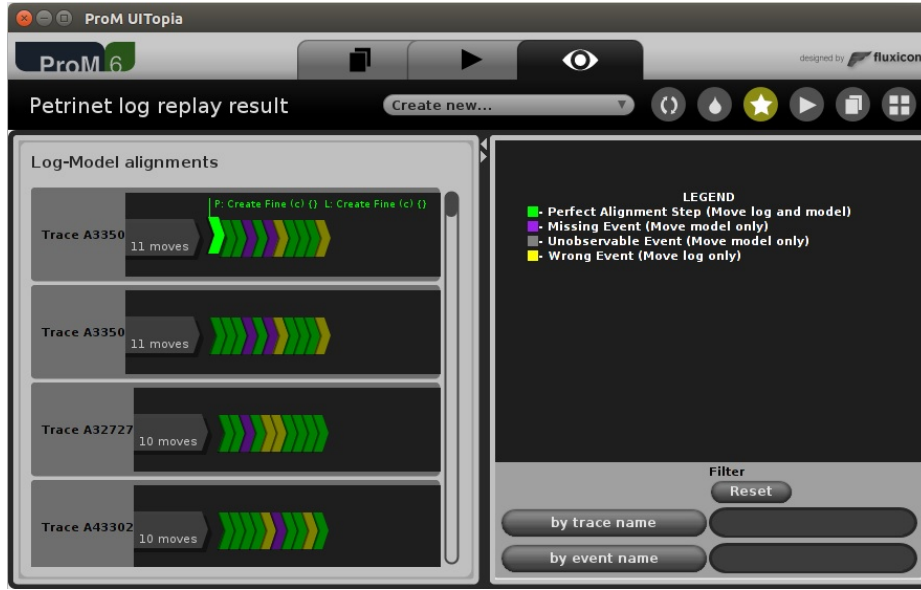 ProM UITopia
ProM 6
designed by fluxicon
Petrinet log replay result
Create new...
Log-Model alignments
P: Create Fine (c) {} L: Create Fine (c) {}
Trace A3350
11 moves
Trace A3350
11 moves
Trace A32727
10 moves
Trace A43302
10 moves
LEGEND
- Perfect Alignment Step (Move log and model)
- Missing Event (Move model only)
- Unobservable Event (Move model only)
- Wrong Event (Move log only)
Filter
Reset
by trace name
by event name